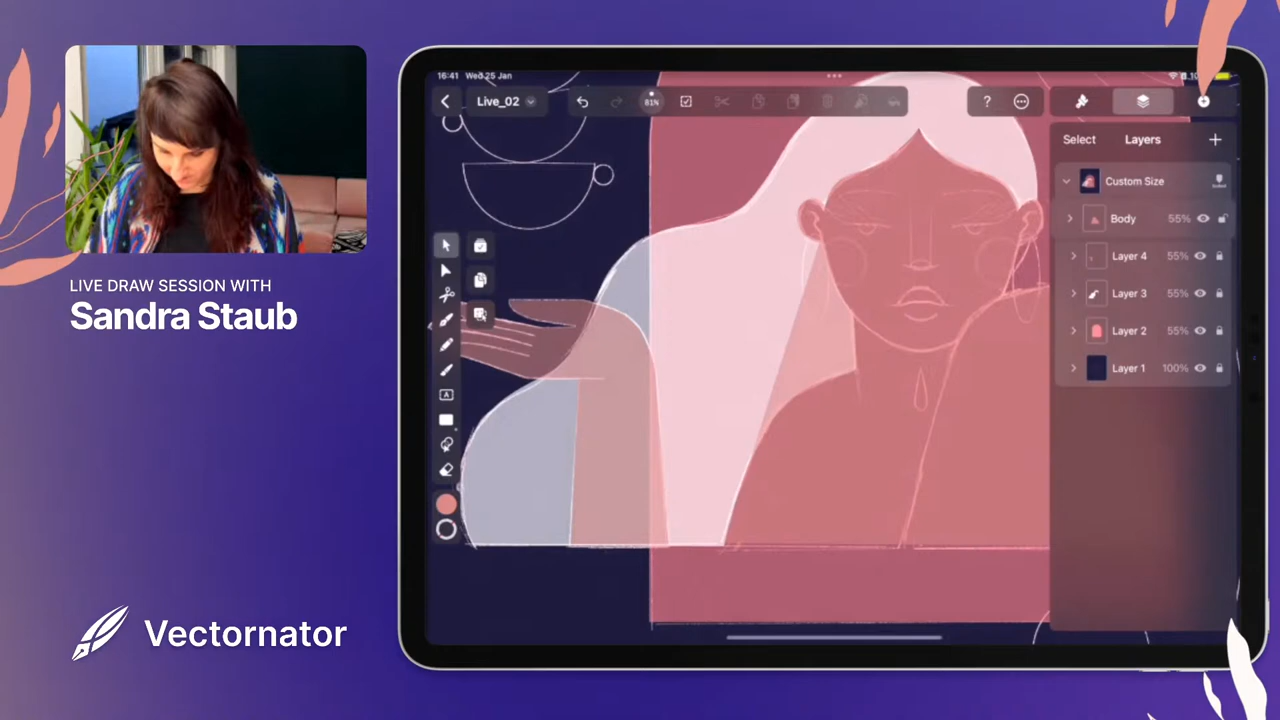 LIVE DRAW SESSION WITH
Sandra Staub
Vectornator
16:41 Wed 25 Jan
Live_02
81%
?
Select Layers +
Custom Size
Body 55%
Layer 4 55%
Layer 3 55%
Layer 2 55%
Layer 1 100%
A